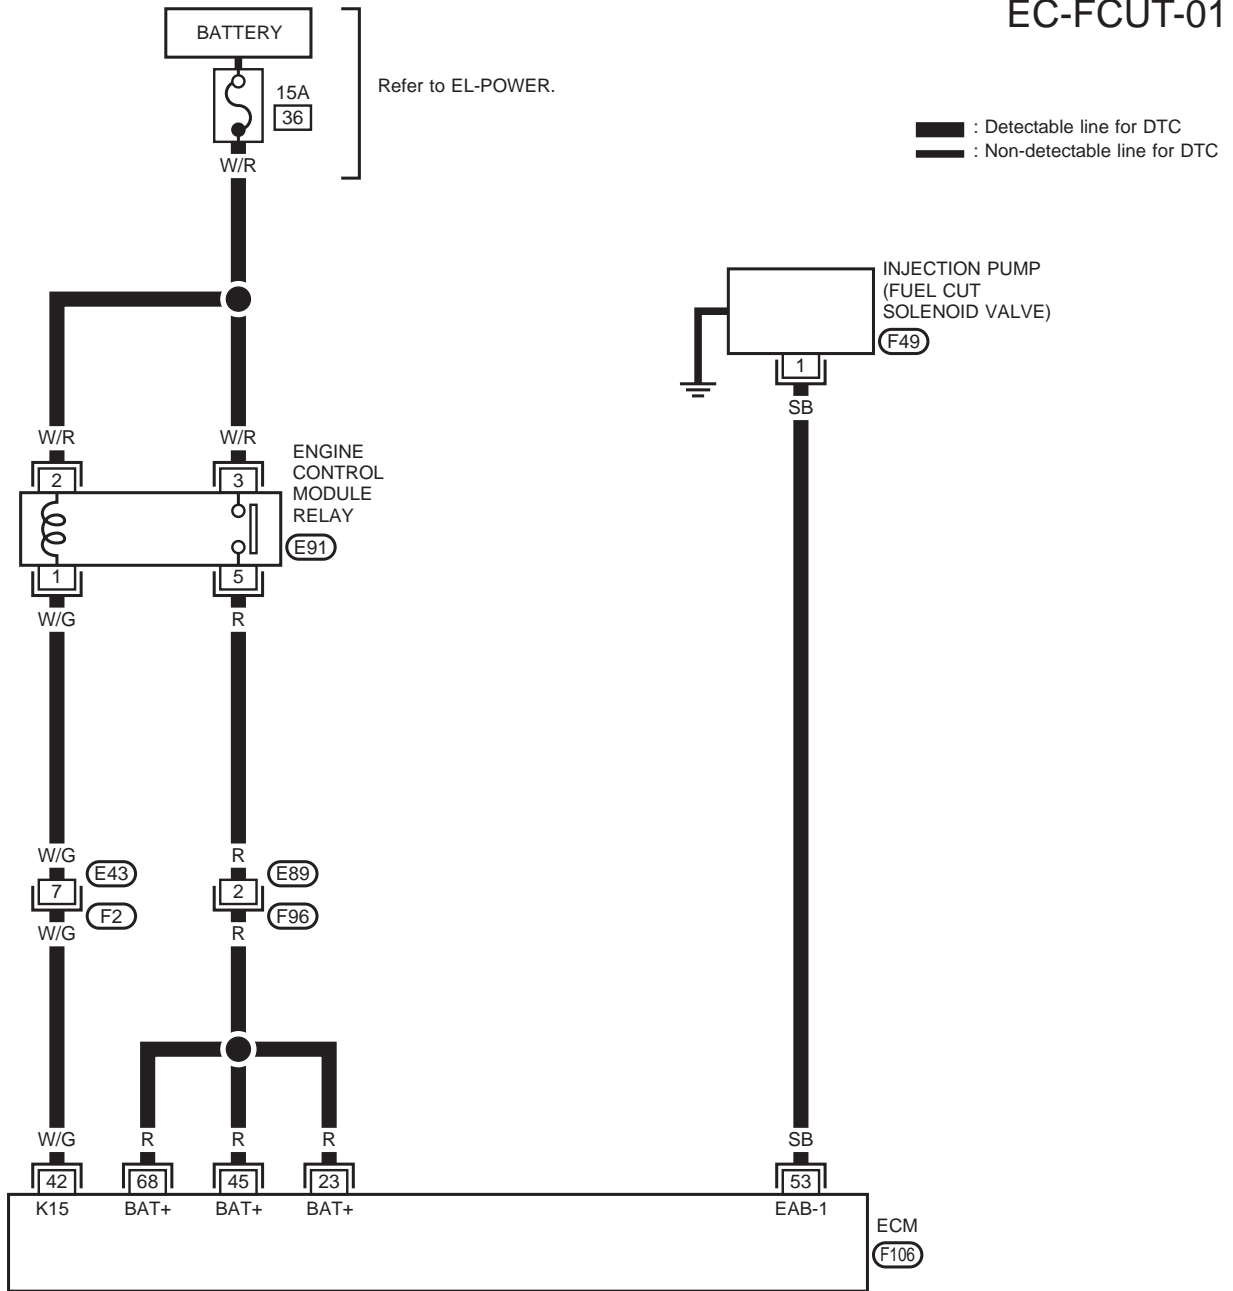 EC-FCUT-01
BATTERY
15A
36
Refer to EL-POWER.
W/R
: Detectable line for DTC
: Non-detectable line for DTC
INJECTION PUMP
(FUEL CUT
SOLENOID VALVE)
F49
1
SB
W/R
W/R
2
3
ENGINE
CONTROL
MODULE
RELAY
E91
1
5
W/G
R
W/G
R
7
E43
F2
2
E89
F96
W/G
R
W/G
R
R
R
SB
42
68
45
23
53
K15
BAT+
BAT+
BAT+
EAB-1
ECM
F106